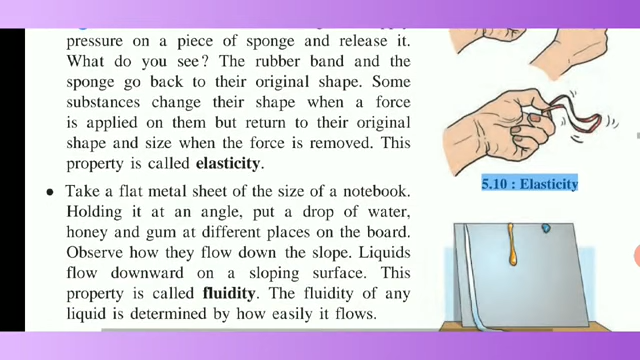 pressure on a piece of sponge and release it.
What do you see? The rubber band and the
sponge go back to their original shape. Some
substances change their shape when a force
is applied on them but return to their original
shape and size when the force is removed. This
property is called elasticity.
5.10 : Elasticity
• Take a flat metal sheet of the size of a notebook.
Holding it at an angle, put a drop of water,
honey and gum at different places on the board.
Observe how they flow down the slope. Liquids
flow downward on a sloping surface. This
property is called fluidity. The fluidity of any
liquid is determined by how easily it flows.